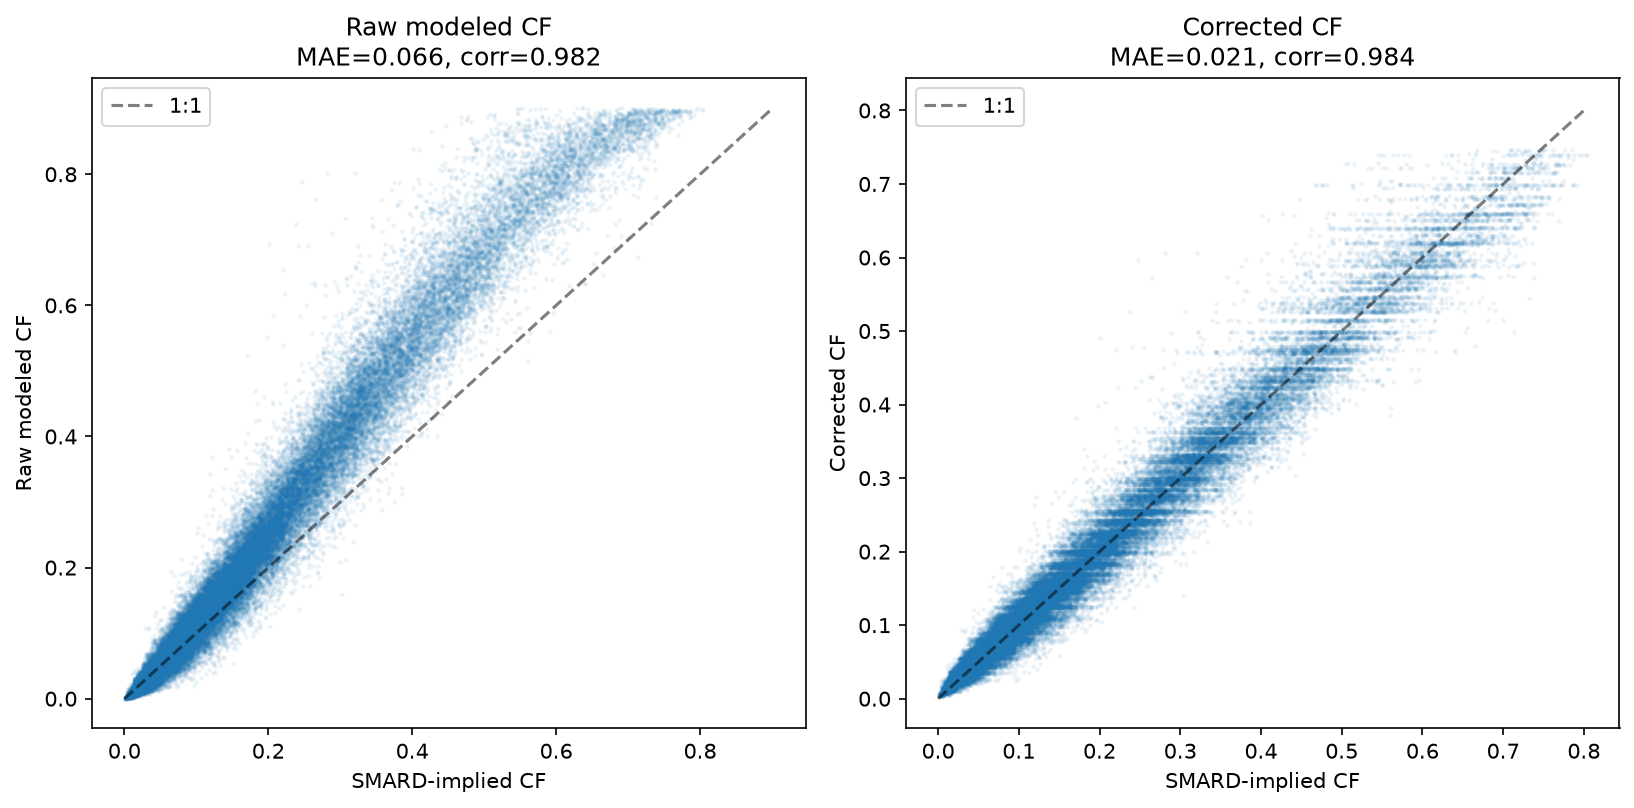 Raw modeled CF
MAE=0.066, corr=0.982
1:1
0.8
0.6
0.4
0.2
0.0
Raw modeled CF
0.0 0.2 0.4 0.6 0.8
SMARD-implied CF
Corrected CF
MAE=0.021, corr=0.984
1:1
0.8
0.7
0.6
0.5
0.4
0.3
0.2
0.1
0.0
Corrected CF
0.0 0.1 0.2 0.3 0.4 0.5 0.6 0.7 0.8
SMARD-implied CF